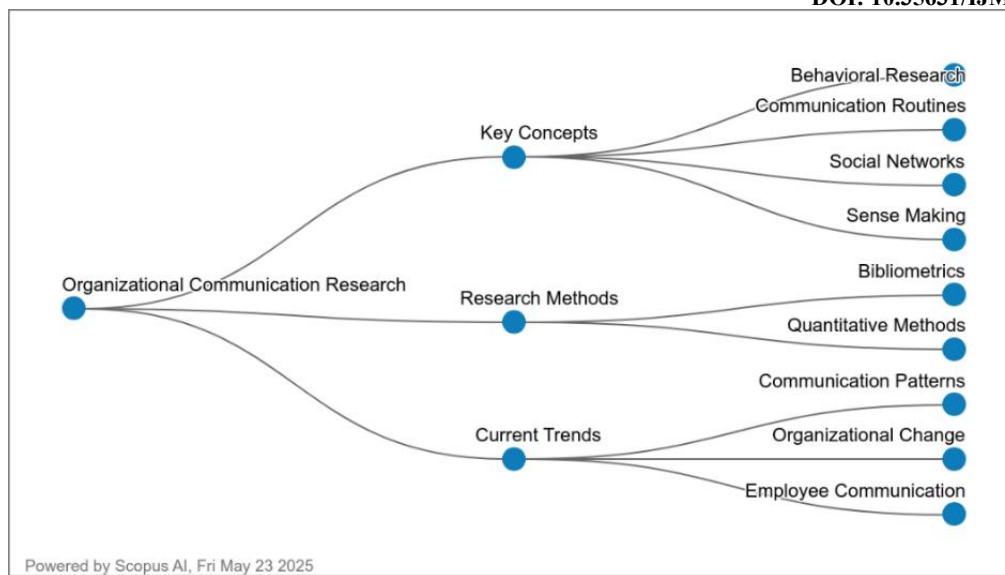 Behavioral Research
Communication Routines
Key Concepts
Social Networks
Sense Making
Organizational Communication Research
Bibliometrics
Research Methods
Quantitative Methods
Communication Patterns
Current Trends
Organizational Change
Employee Communication
Powered by Scopus AI, Fri May 23 2025